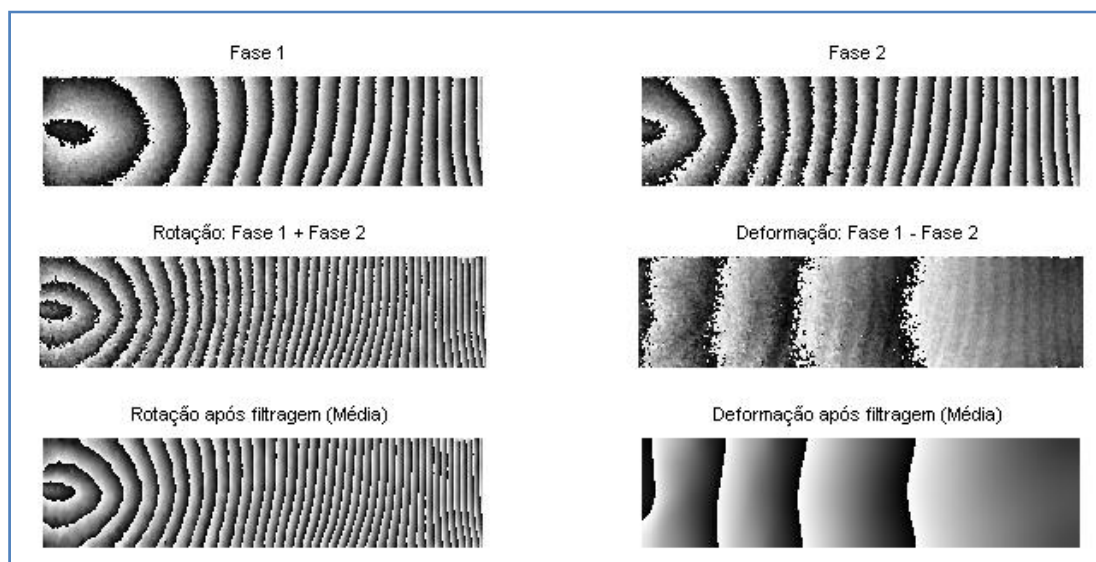 Fase 1
Fase 2
Rotação: Fase 1 + Fase 2
Deformação: Fase 1 - Fase 2
Rotação após filtragem (Média)
Deformação após filtragem (Média)